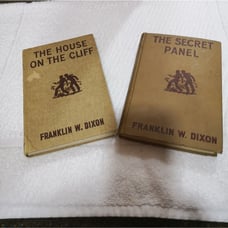 THE HOUSE
ON THE CLIFF
FRANKLIN W. DIXON
THE SECRET
PANEL
FRANKLIN W. DIXON